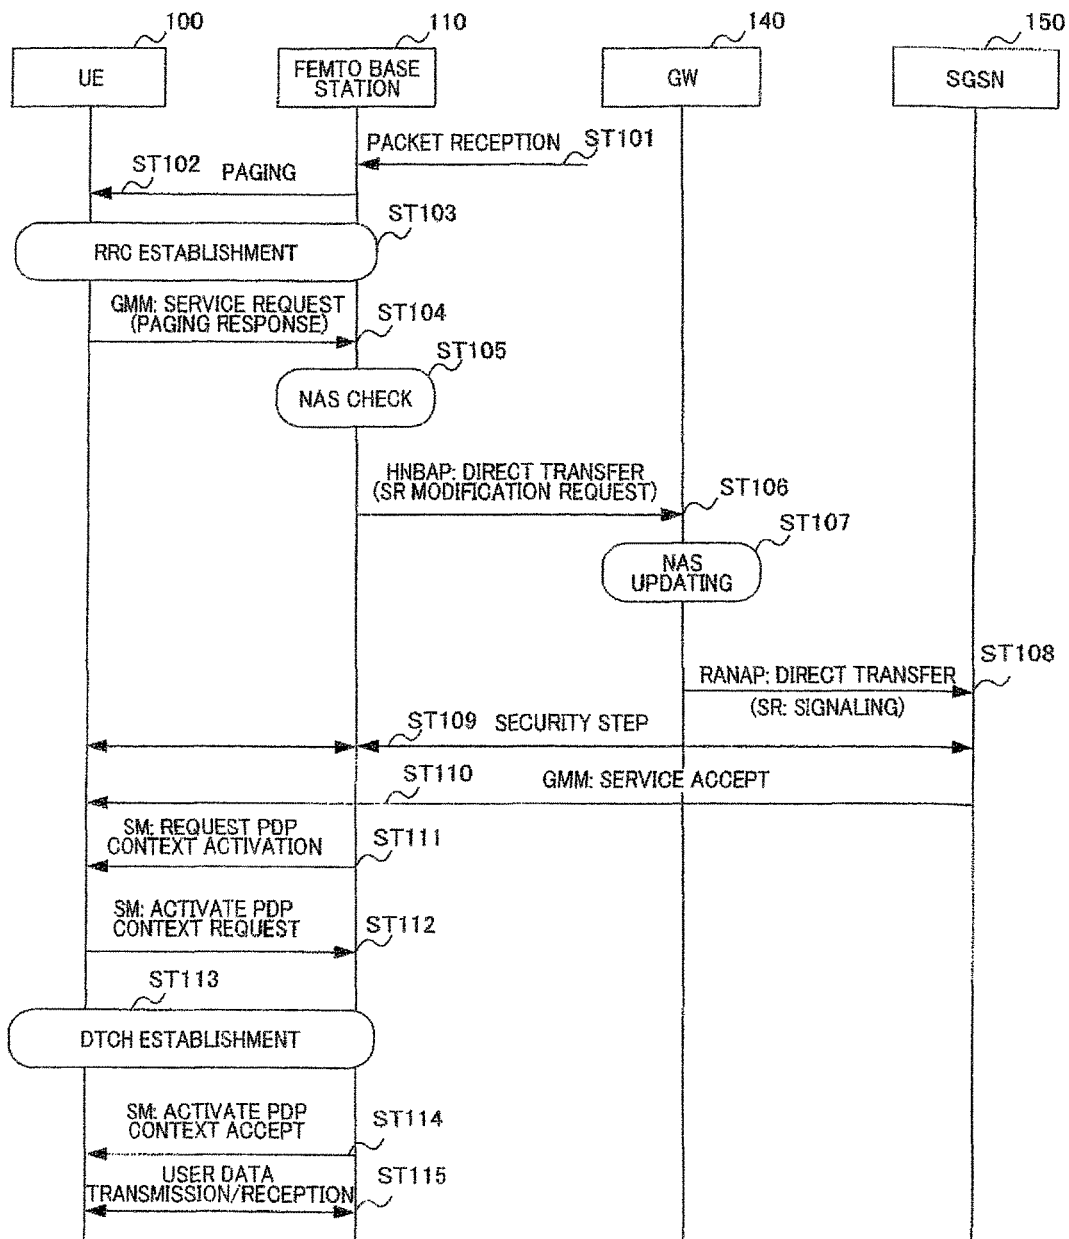 100
110
140
150
UE
FEMTO BASE
STATION
GW
SGSN
PACKET RECEPTION
ST101
ST102
PAGING
ST103
RRC ESTABLISHMENT
GMM: SERVICE REQUEST
(PAGING RESPONSE)
ST104
ST105
NAS CHECK
HNBAP: DIRECT TRANSFER
(SR MODIFICATION REQUEST)
ST106
ST107
NAS
UPDATING
ST108
RANAP: DIRECT TRANSFER
(SR: SIGNALING)
ST109
SECURITY STEP
ST110
GMM: SERVICE ACCEPT
SM: REQUEST PDP
CONTEXT ACTIVATION
ST111
SM: ACTIVATE PDP
CONTEXT REQUEST
ST112
ST113
DTCH ESTABLISHMENT
SM: ACTIVATE PDP
CONTEXT ACCEPT
ST114
USER DATA
TRANSMISSION/RECEPTION
ST115